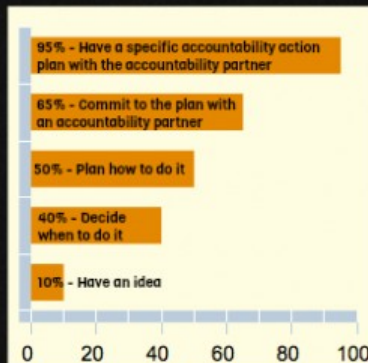 95% - Have a specific accountability action
plan with the accountability partner
65% - Commit to the plan with
an accountability partner
50% - Plan how to do it
40% - Decide
when to do it
10% - Have an idea
0 20 40 60 80 100